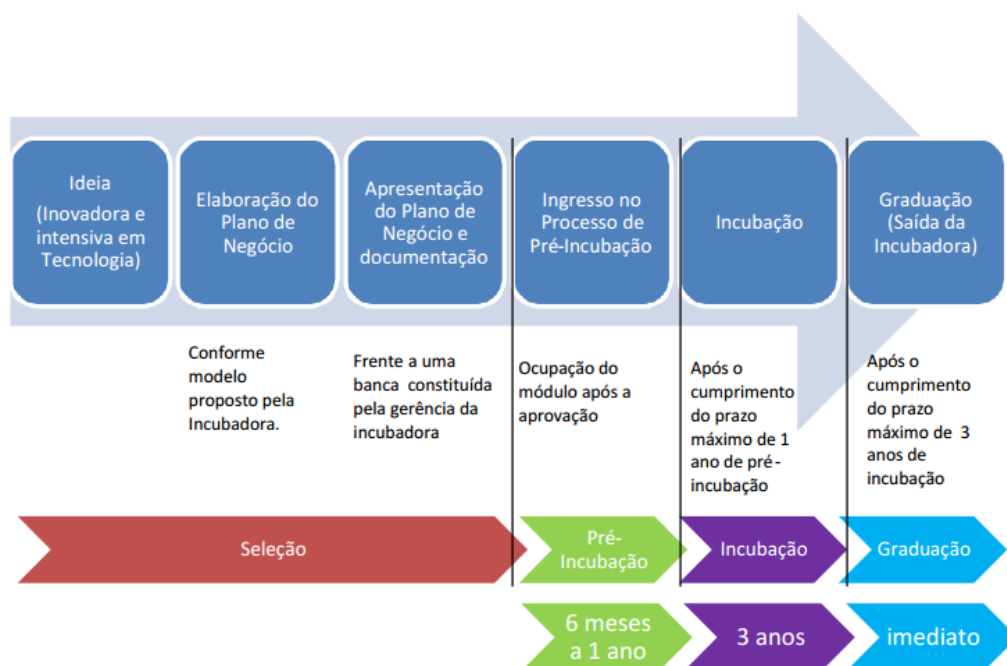 Ideia
(Inovadora e
intensiva em
Tecnologia)
Elaboração do
Plano de
Negócio
Apresentação
do Plano de
Negócio e
documentação
Ingresso no
Processo de
Pré-Incubação
Incubação
Graduação
(Saída da
Incubadora)
Conforme
modelo
proposto pela
Incubadora.
Frente a uma
banca constituída
pela gerência da
incubadora
Ocupação do
módulo após a
aprovação
Após o
cumprimento
do prazo
máximo de 1
ano de pré-
incubação
Após o
cumprimento
do prazo
máximo de 3
anos de
incubação
Seleção
Pré-
Incubação
Incubação
Graduação
6 meses
a 1 ano
3 anos
imediato